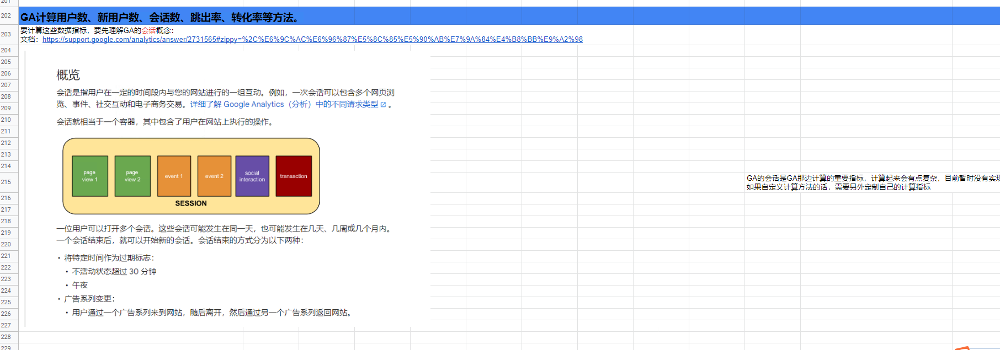 201
202
GA计算用户数、新用户数、会话数、跳出率、转化率等方法。
203
要计算这些数据指标，要先理解GA的会话概念：
文档：https://support.google.com/analytics/answer/2731565#zippy=%2C%E6%9C%AC%E6%96%87%E5%8C%85%E5%90%AB%E7%9A%84%E4%B8%BB%E9%A2%98
204
205
206
概览
207
208
会话是指用户在一定的时间段内与您的网站进行的一组互动。例如，一次会话可以包含多个网页浏
209
览、事件、社交互动和电子商务交易。详细了解 Google Analytics（分析）中的不同请求类型 。
210
会话就相当于一个容器，其中包含了用户在网站上执行的操作。
211
212
213
214
215
page
view 1
page
view 2
event 1
event 2
social
interaction
transaction
GA的会话是GA那边计算的重要指标，计算起来会有点复杂，目前暂时没有实现
如果自定义计算方法的话，需要另外定制自己的计算指标
216
SESSION
217
218
219
一位用户可以打开多个会话。这些会话可能发生在同一天，也可能发生在几天、几周或几个月内。
220
一个会话结束后，就可以开始新的会话。会话结束的方式分为以下两种：
221
• 将特定时间作为过期标志：
222
• 不活动状态超过 30 分钟
223
224
• 午夜
225
• 广告系列变更：
226
• 用户通过一个广告系列来到网站，随后离开，然后通过另一个广告系列返回网站。
227
228
229